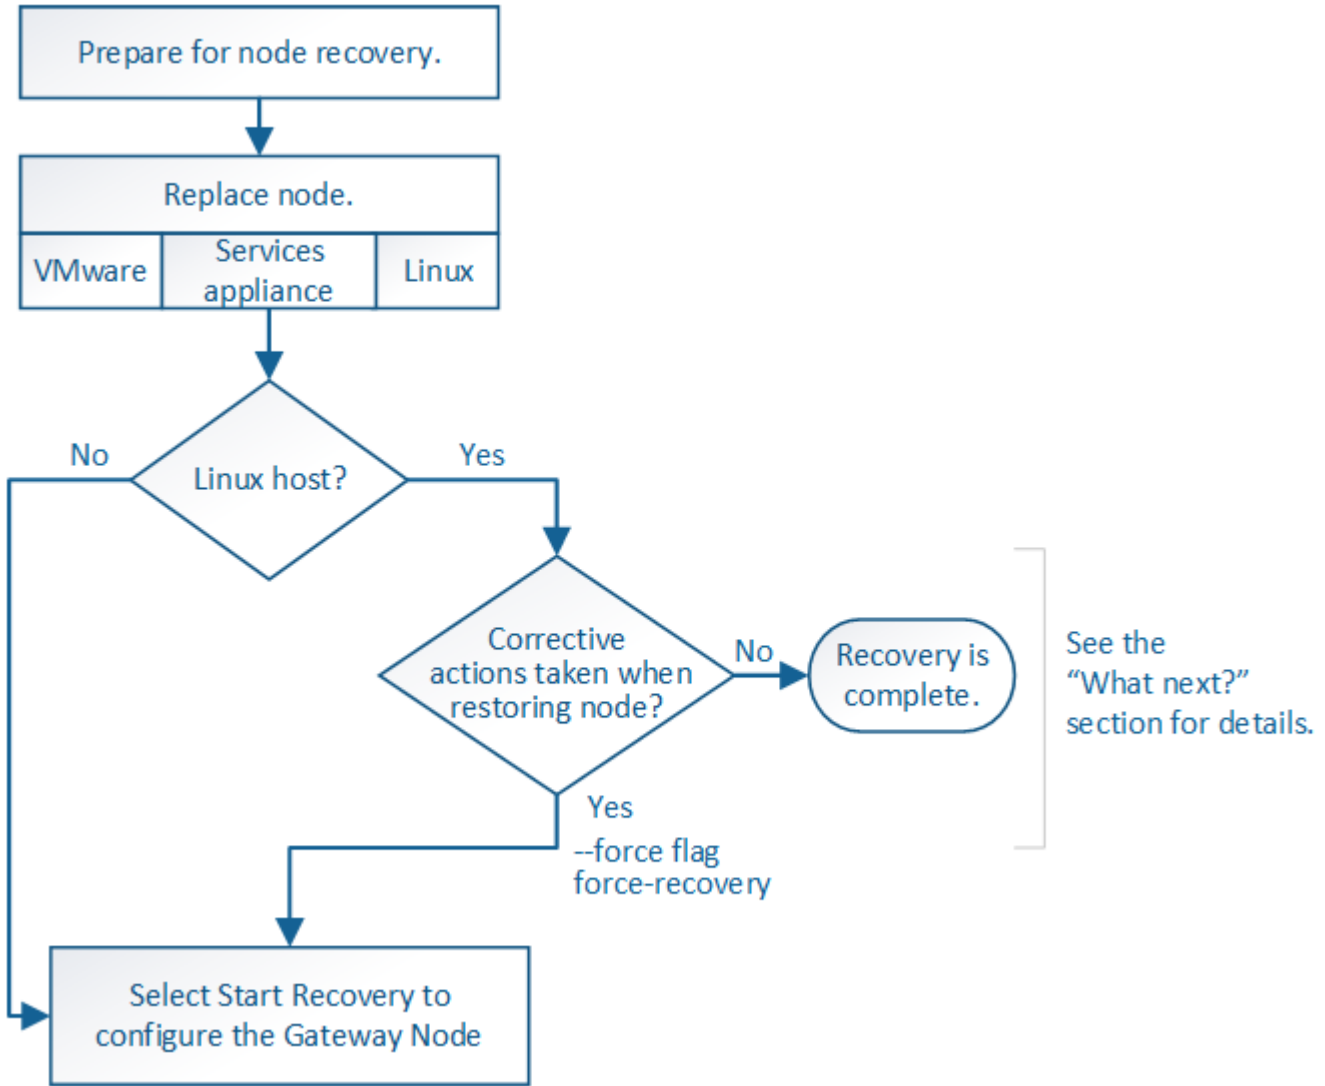 Prepare for node recovery.
Replace node.
VMware
Services
appliance
Linux
No
Linux host?
Yes
Corrective
actions taken when
restoring node?
No
Recovery is
complete.
See the
“What next?”
section for details.
Yes
--force flag
force-recovery
Select Start Recovery to
configure the Gateway Node